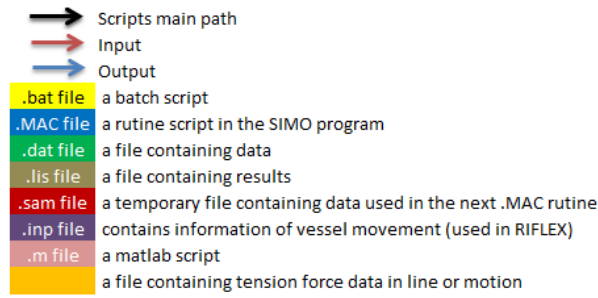 Scripts main path
Input
Output
.bat file a batch script
.MAC file a rutine script in the SIMO program
.dat file a file containing data
.lis file a file containing results
.sam file a temporary file containing data used in the next .MAC rutine
.inp file contains information of vessel movement (used in RIFLEX)
.m file a matlab script
a file containing tension force data in line or motion